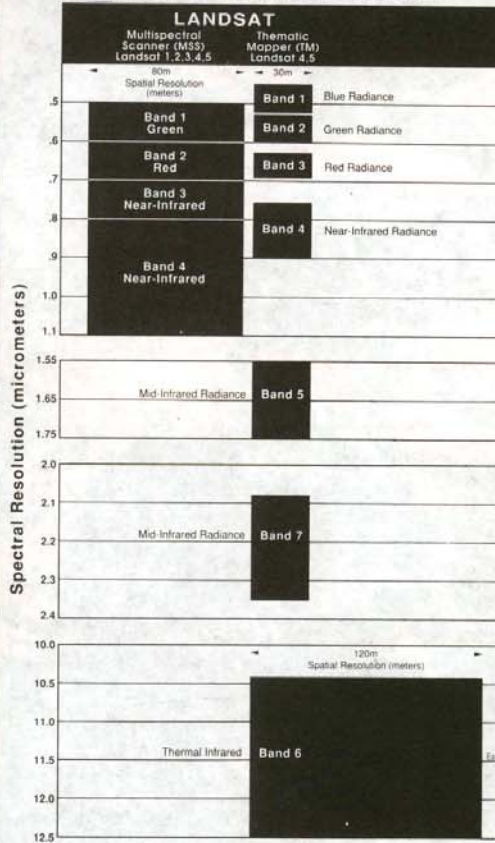 LANDSAT
Multispectral
Scanner (MSS)
Landsat 1,2,3,4,5
Thematic
Mapper (TM)
Landsat 4,5
80m
Spatial Resolution
(meters)
30m
Spectral Resolution (micrometers)
.5
.6
.7
.8
.9
1.0
1.1
Band 1
Green
Band 2
Red
Band 3
Near-Infrared
Band 4
Near-Infrared
Band 1
Blue Radiance
Band 2
Green Radiance
Band 3
Red Radiance
Band 4
Near-Infrared Radiance
1.55
1.65
1.75
Mid-Infrared Radiance
Band 5
2.0
2.1
2.2
2.3
2.4
Mid-Infrared Radiance
Band 7
10.0
10.5
11.0
11.5
12.0
12.5
120m
Spatial Resolution (meters)
Thermal Infrared
Band 6